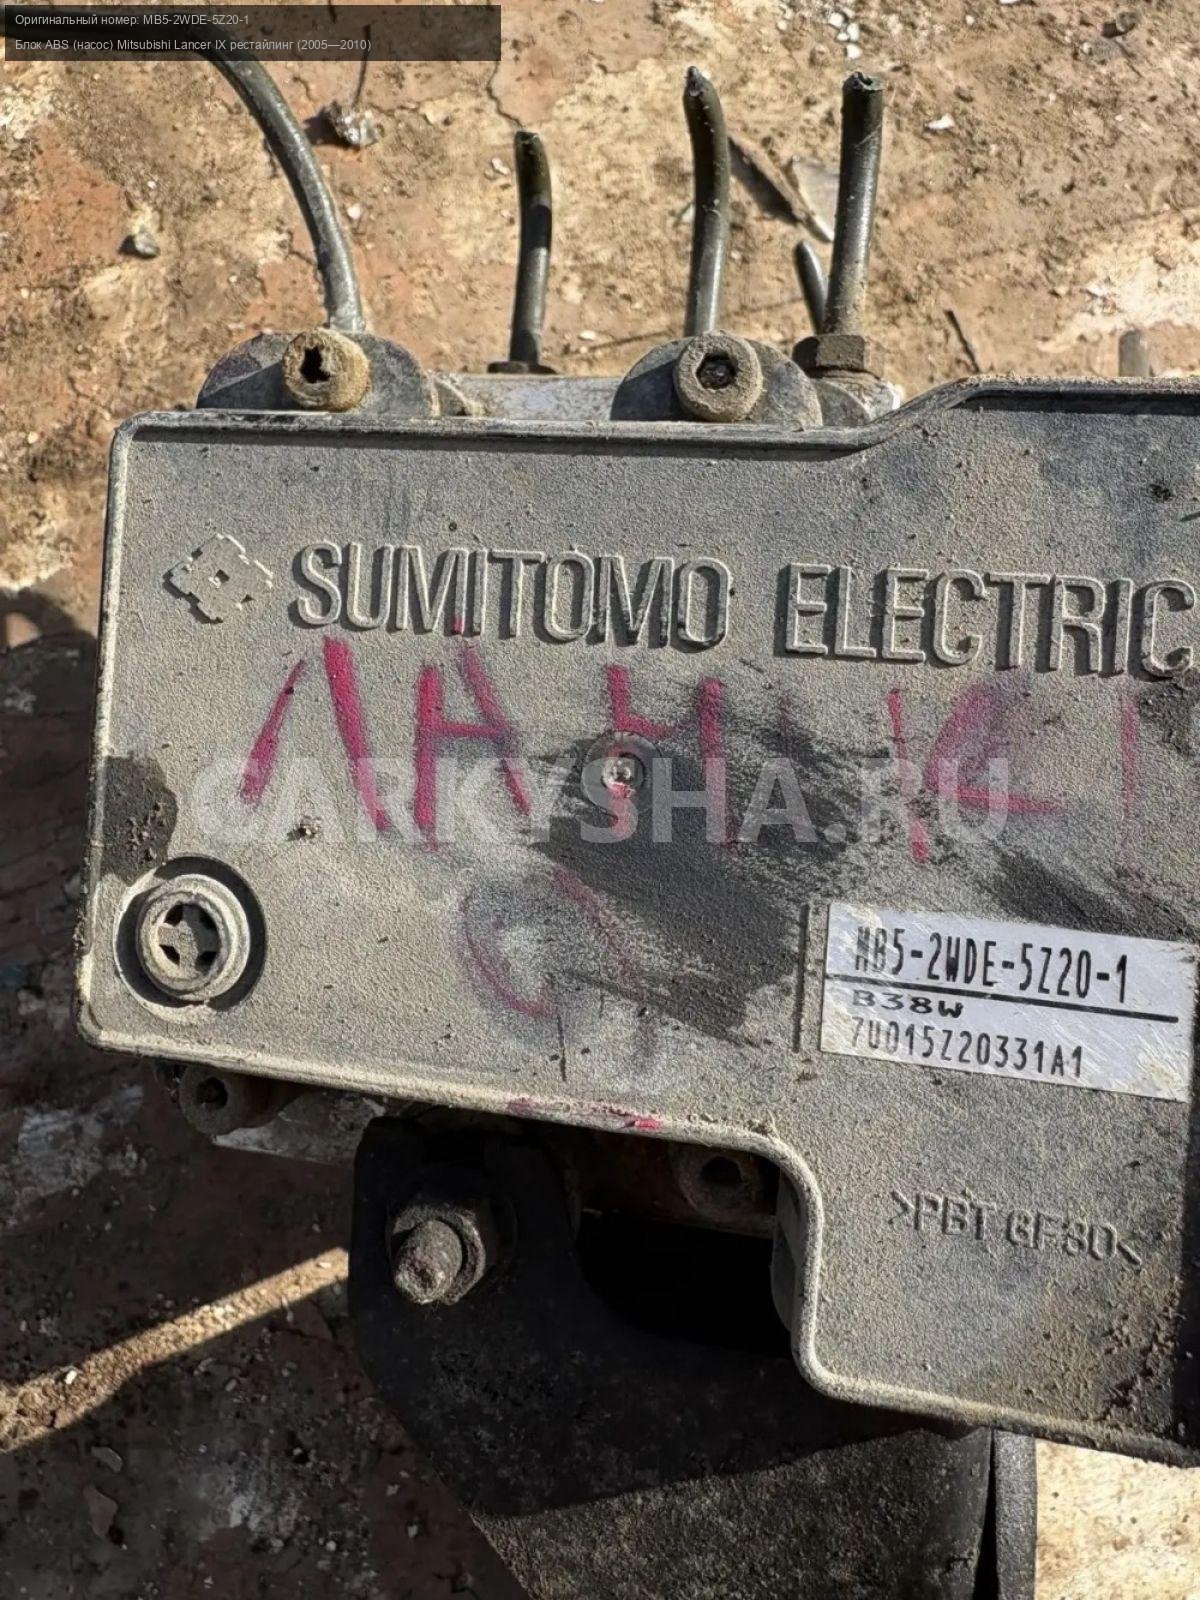 Оригинальный номер: MB5-2WDE-5Z20-1
Блок ABS (насос) Mitsubishi Lancer IX рестайлинг (2005—2010)
SUMITOMO ELECTRIC
CARKYSHA.RU
MB5-2WDE-5Z20-1
B38W
7U015Z20331A1
>PBT GF30<